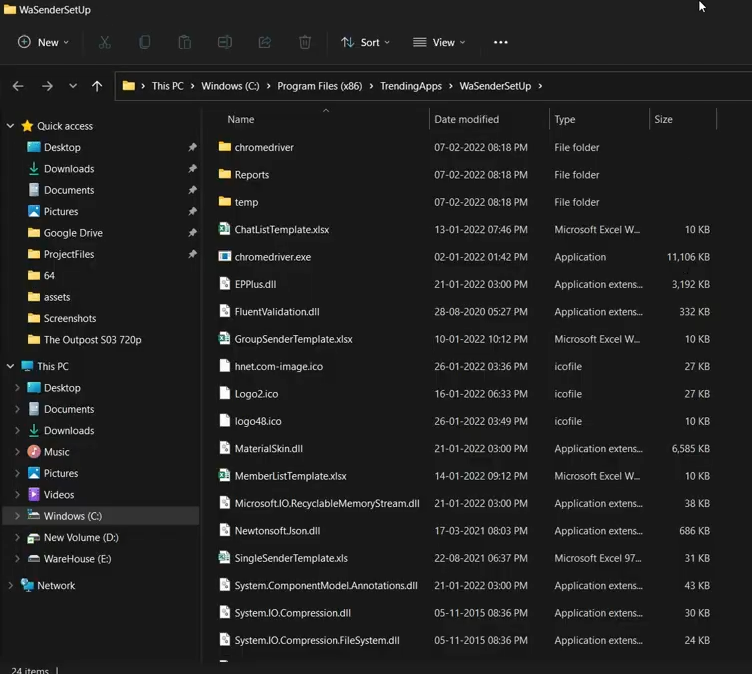 WaSenderSetUp
New
Sort
View
This PC > Windows (C:) > Program Files (x86) > TrendingApps > WaSenderSetUp >
Quick access
Desktop
Downloads
Documents
Pictures
Google Drive
ProjectFiles
64
assets
Screenshots
The Outpost S03 720p
This PC
Desktop
Documents
Downloads
Music
Pictures
Videos
Windows (C:)
New Volume (D:)
WareHouse (E:)
Network
Name Date modified Type Size
chromedriver 07-02-2022 08:18 PM File folder
Reports 07-02-2022 08:18 PM File folder
temp 07-02-2022 08:18 PM File folder
ChatListTemplate.xlsx 13-01-2022 07:46 PM Microsoft Excel W... 10 KB
chromedriver.exe 02-01-2022 01:42 PM Application 11,106 KB
EPPlus.dll 21-01-2022 03:00 PM Application extens... 3,192 KB
FluentValidation.dll 28-08-2020 05:27 PM Application extens... 332 KB
GroupSenderTemplate.xlsx 10-01-2022 10:12 PM Microsoft Excel W... 10 KB
hnet.com-image.ico 26-01-2022 03:36 PM icofile 27 KB
Logo2.ico 16-01-2022 06:33 PM icofile 27 KB
logo48.ico 26-01-2022 03:49 PM icofile 10 KB
MaterialSkin.dll 21-01-2022 03:00 PM Application extens... 6,585 KB
MemberListTemplate.xlsx 14-01-2022 09:12 PM Microsoft Excel W... 10 KB
Microsoft.IO.RecyclableMemoryStream.dll 21-01-2022 03:00 PM Application extens... 38 KB
Newtonsoft.Json.dll 17-03-2021 08:03 PM Application extens... 686 KB
SingleSenderTemplate.xls 22-08-2021 06:37 PM Microsoft Excel 97... 31 KB
System.ComponentModel.Annotations.dll 21-01-2022 03:00 PM Application extens... 43 KB
System.IO.Compression.dll 05-11-2015 08:36 PM Application extens... 30 KB
System.IO.Compression.FileSystem.dll 05-11-2015 08:36 PM Application extens... 24 KB
24 items